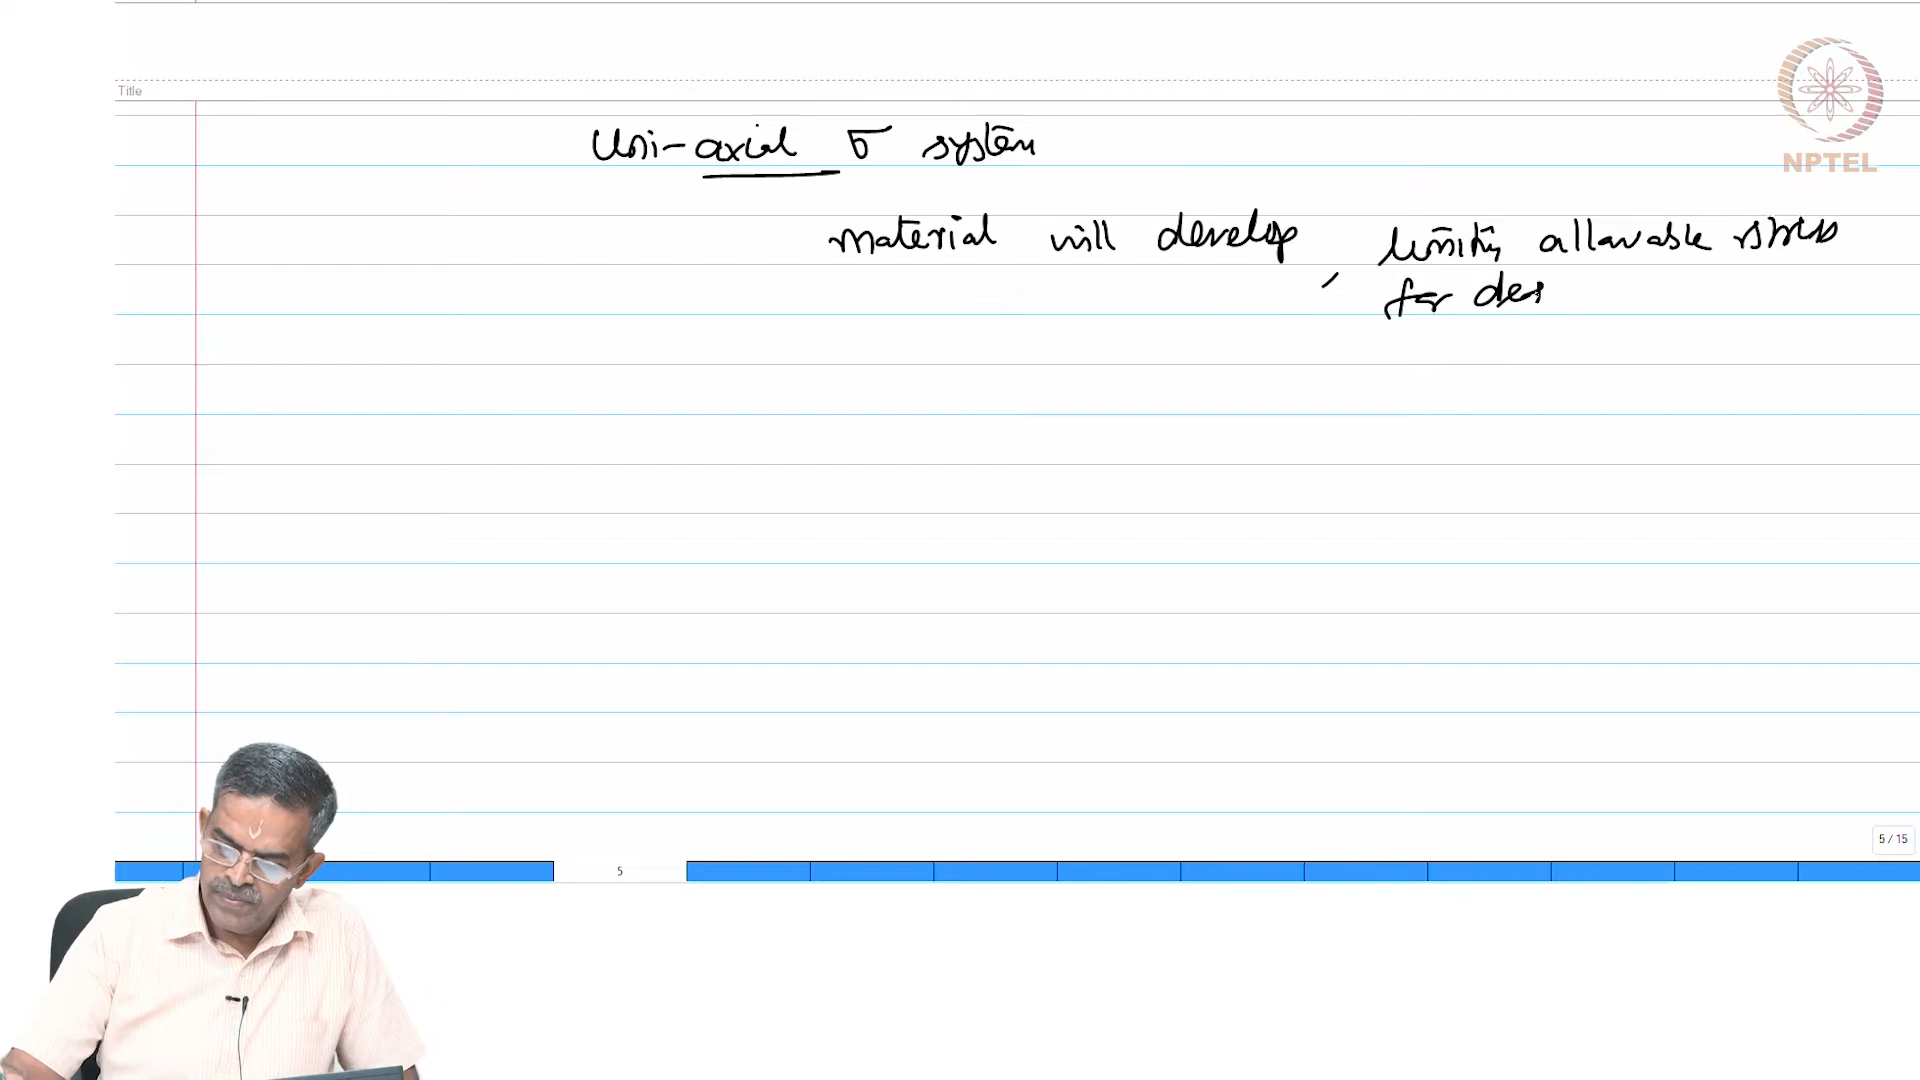 Title
Uni-axial σ system
material will develop, limiting allowable stress
for des
5 / 15
5
NPTEL